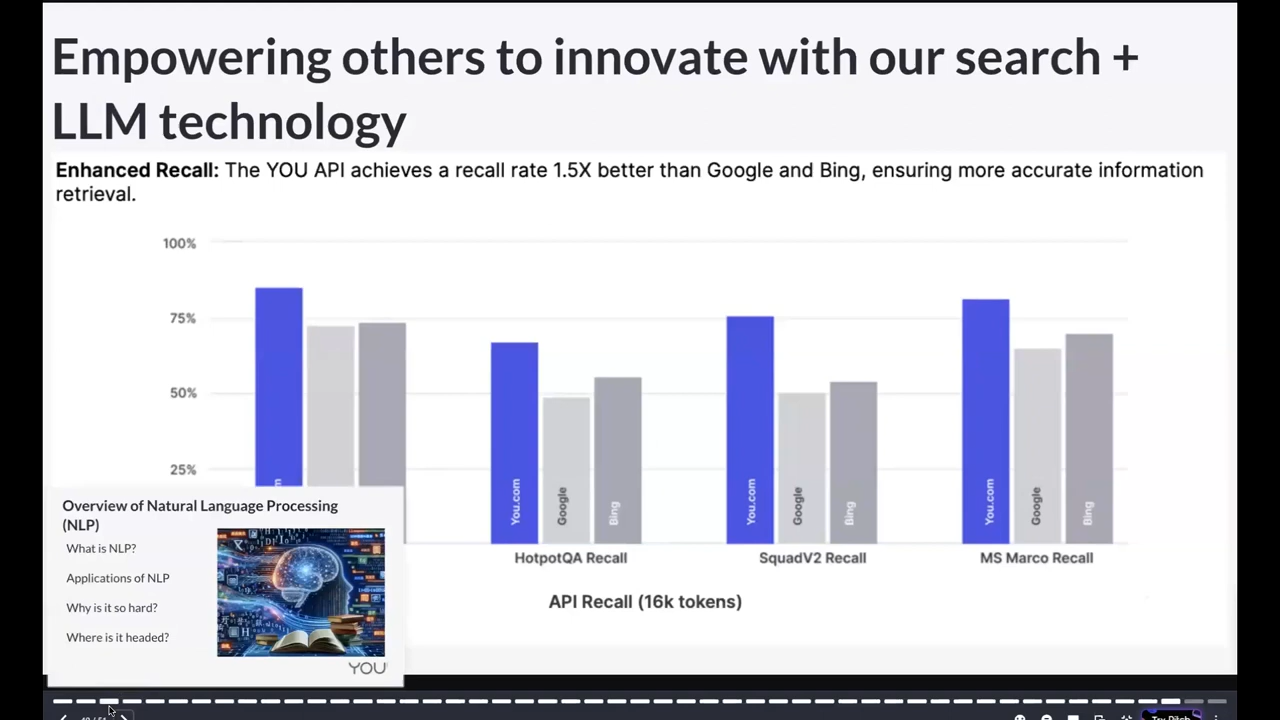 Empowering others to innovate with our search +
LLM technology
Enhanced Recall: The YOU API achieves a recall rate 1.5X better than Google and Bing, ensuring more accurate information
retrieval.
100%
75%
50%
25%
You.com
Google
Bing
You.com
Google
Bing
You.com
Google
Bing
HotpotQA Recall
SquadV2 Recall
MS Marco Recall
API Recall (16k tokens)
Overview of Natural Language Processing
(NLP)
What is NLP?
Applications of NLP
Why is it so hard?
Where is it headed?
YOU
Try Pitch